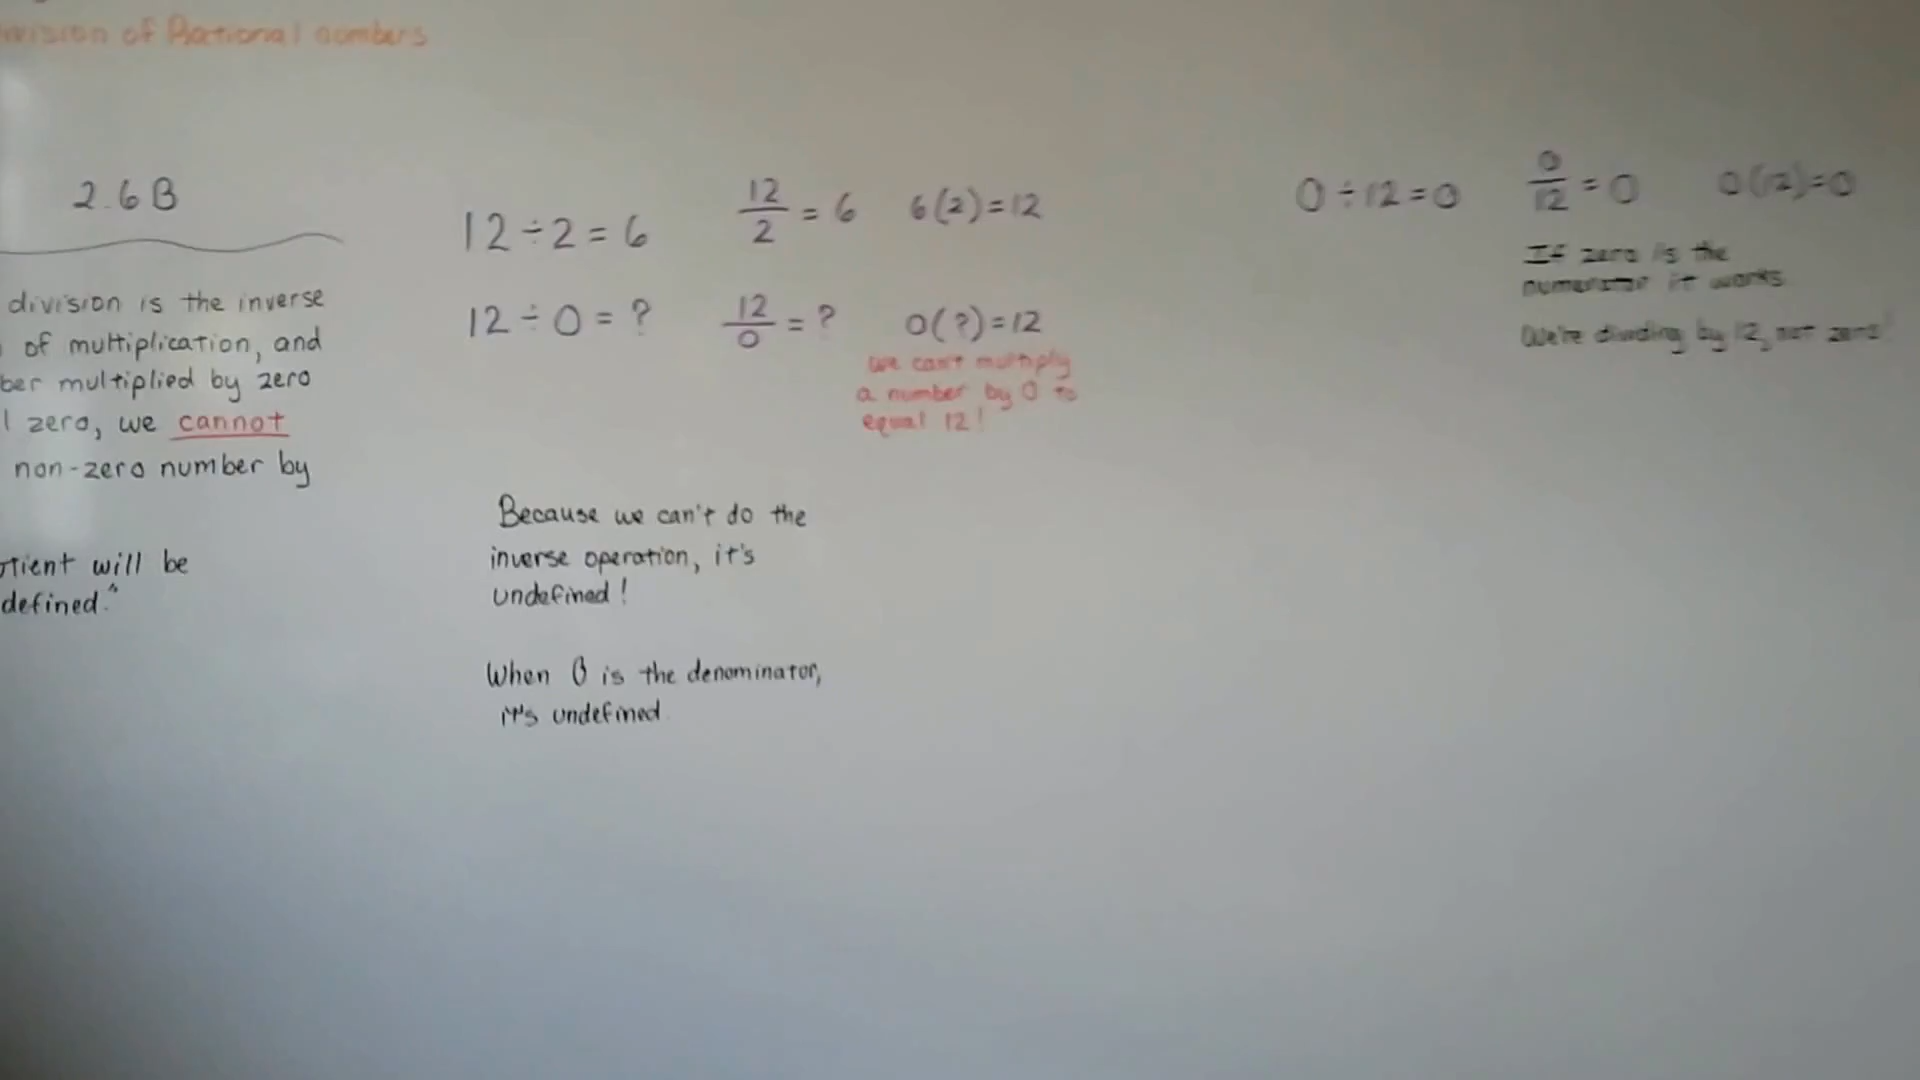 of Rational numbers
2.6B
division is the inverse
of multiplication, and
multiplied by zero
zero, we cannot
non-zero number by
will be
defined."
12 ÷ 2 = 6
12/2 = 6
6(2)=12
12 ÷ 0 = ?
12/0 = ?
0(?)=12
we can't multiply
a number by 0 to
equal 12!
Because we can't do the
inverse operation, it's
undefined!
When 0 is the denominator,
it's undefined.
0 ÷ 12 = 0
0/12 = 0
0(12)=0
If zero is the
numerator it works
We're dividing by 12, not zero!